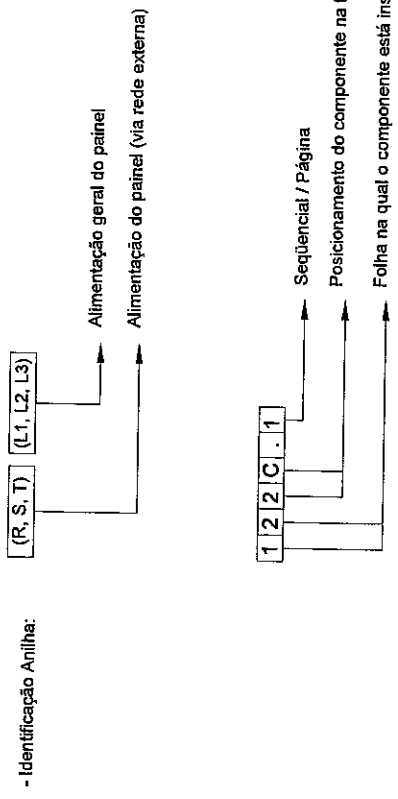 - Identificação Anilha:
(R, S, T) (L1, L2, L3)
Alimentação geral do painel
Alimentação do painel (via rede externa)
1 2 2 C . 1
Seqüencial / Página
Posicionamento do componente na
Folha na qual o componente está